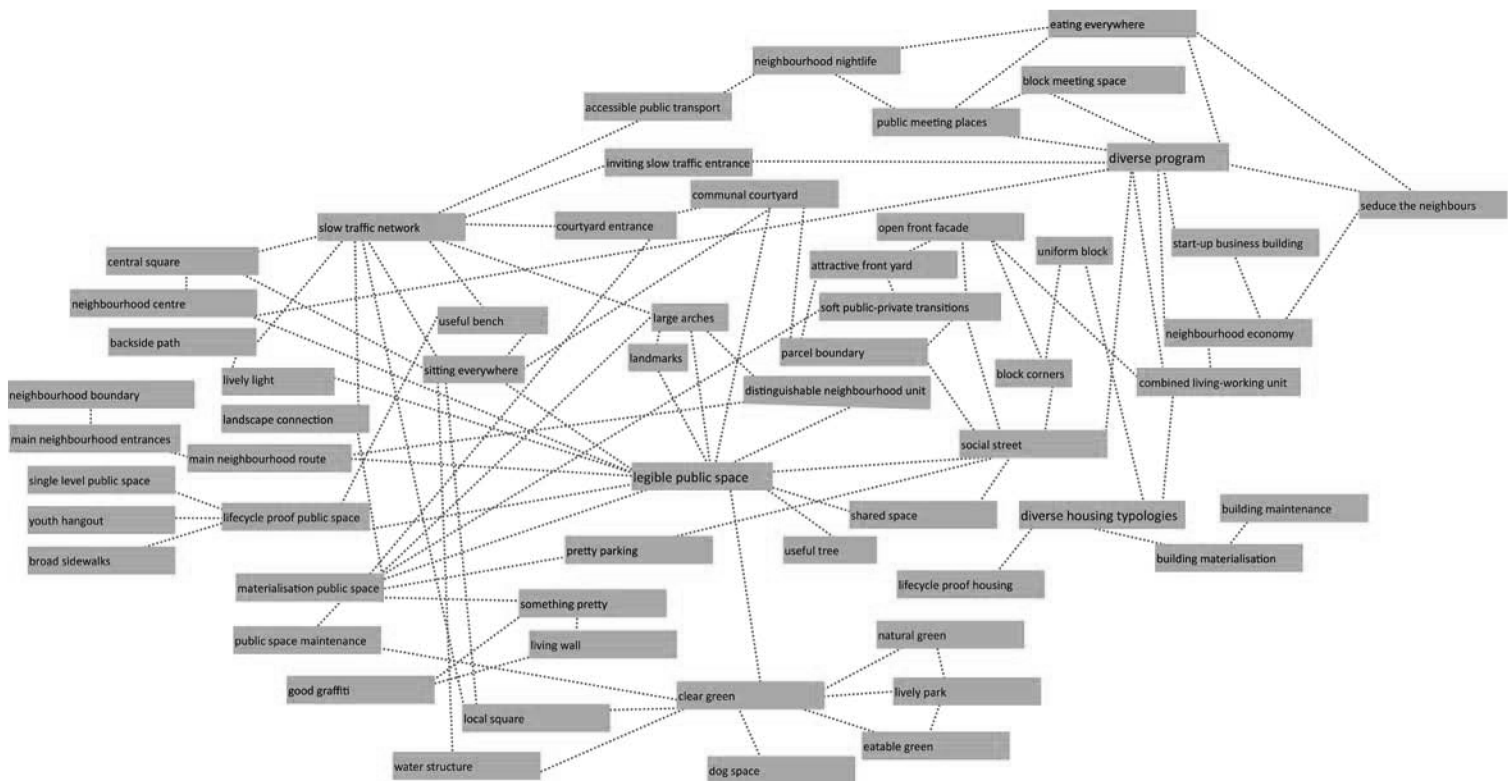 eating everywhere
neighbourhood nightlife
block meeting space
accessible public transport
public meeting places
inviting slow traffic entrance
diverse program
communal courtyard
seduce the neighbours
slow traffic network
courtyard entrance
open front facade
start-up business building
uniform block
central square
attractive front yard
neighbourhood centre
soft public-private transitions
useful bench
large arches
neighbourhood economy
backside path
landmarks
parcel boundary
sitting everywhere
block corners
combined living-working unit
lively light
distinguishable neighbourhood unit
neighbourhood boundary
landscape connection
main neighbourhood entrances
social street
main neighbourhood route
legible public space
single level public space
lifecycle proof public space
shared space
diverse housing typologies
building maintenance
youth hangout
pretty parking
useful tree
building materialisation
broad sidewalks
materialisation public space
lifecycle proof housing
something pretty
public space maintenance
living wall
natural green
good graffiti
clear green
lively park
local square
eatable green
water structure
dog space